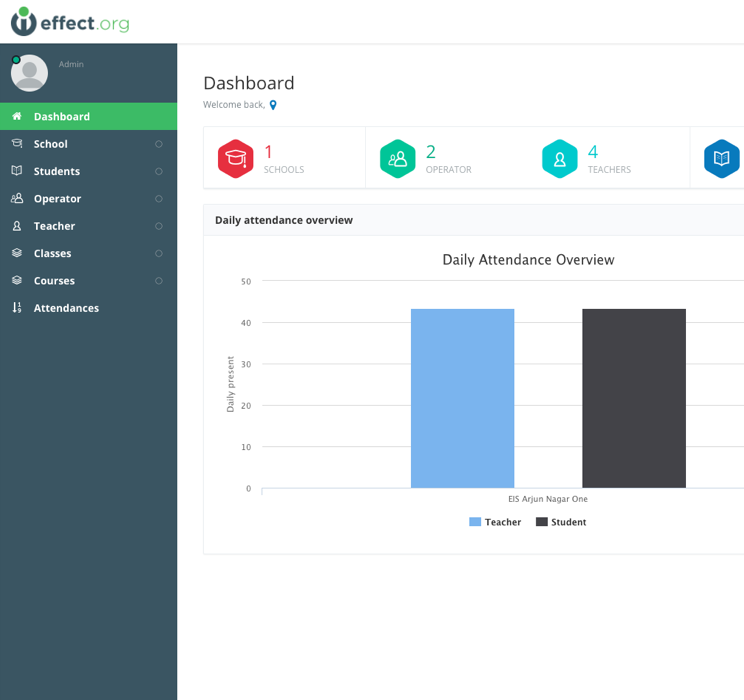 effect.org
Admin
Dashboard
School
Students
Operator
Teacher
Classes
Courses
Attendances
Dashboard
Welcome back,
1
SCHOOLS
2
OPERATOR
4
TEACHERS
Daily attendance overview
Daily Attendance Overview
Daily present
50
40
30
20
10
0
EIS Arjun Nagar One
Teacher
Student